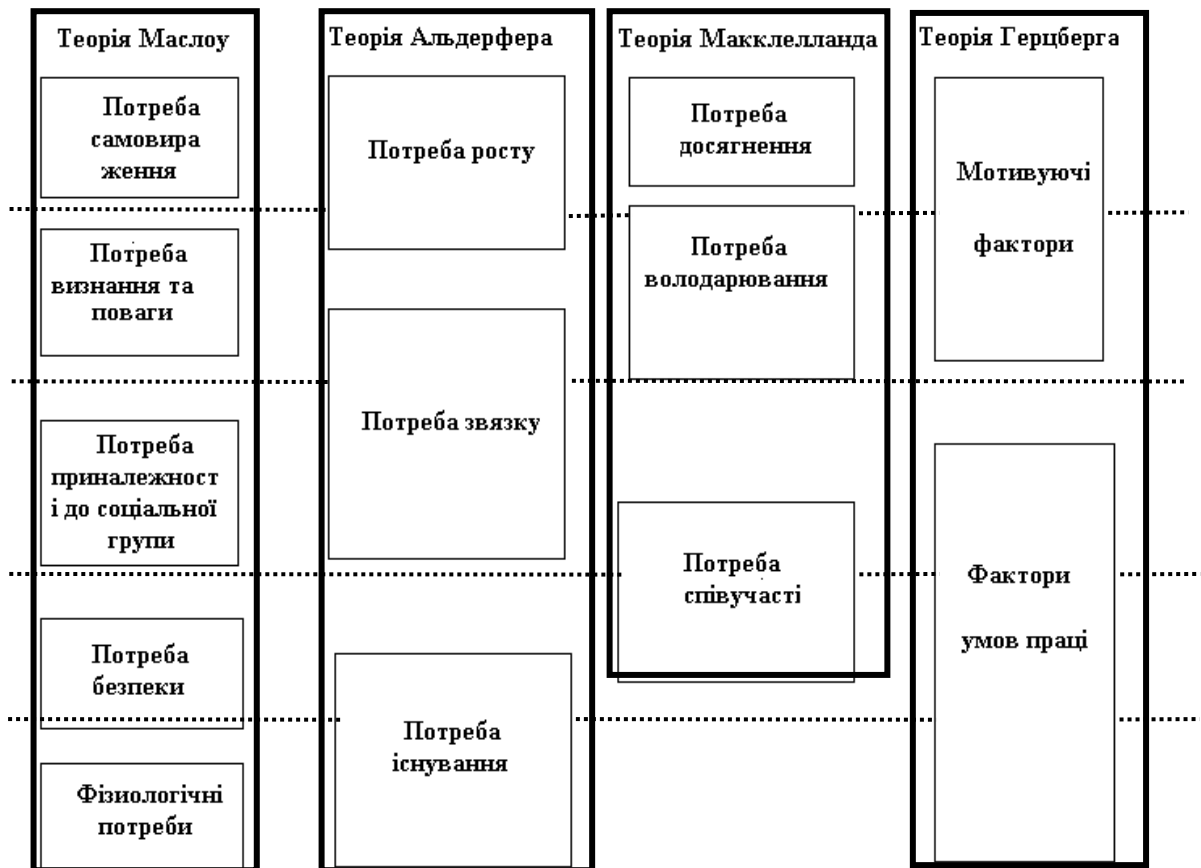 Теорія Маслоу
Потреба
самовира
ження
Потреба
визнання та
поваги
Потреба
приналежност
і до соціальної
групи
Потреба
безпеки
Фізиологічні
потреби
Теорія Альдерфера
Потреба росту
Потреба звязку
Потреба
існування
Теорія Макклелланда
Потреба
досягнення
Потреба
володарювання
Потреба
співучасті
Теорія Герцберга
Мотивуючі
фактори
Фактори
умов праці